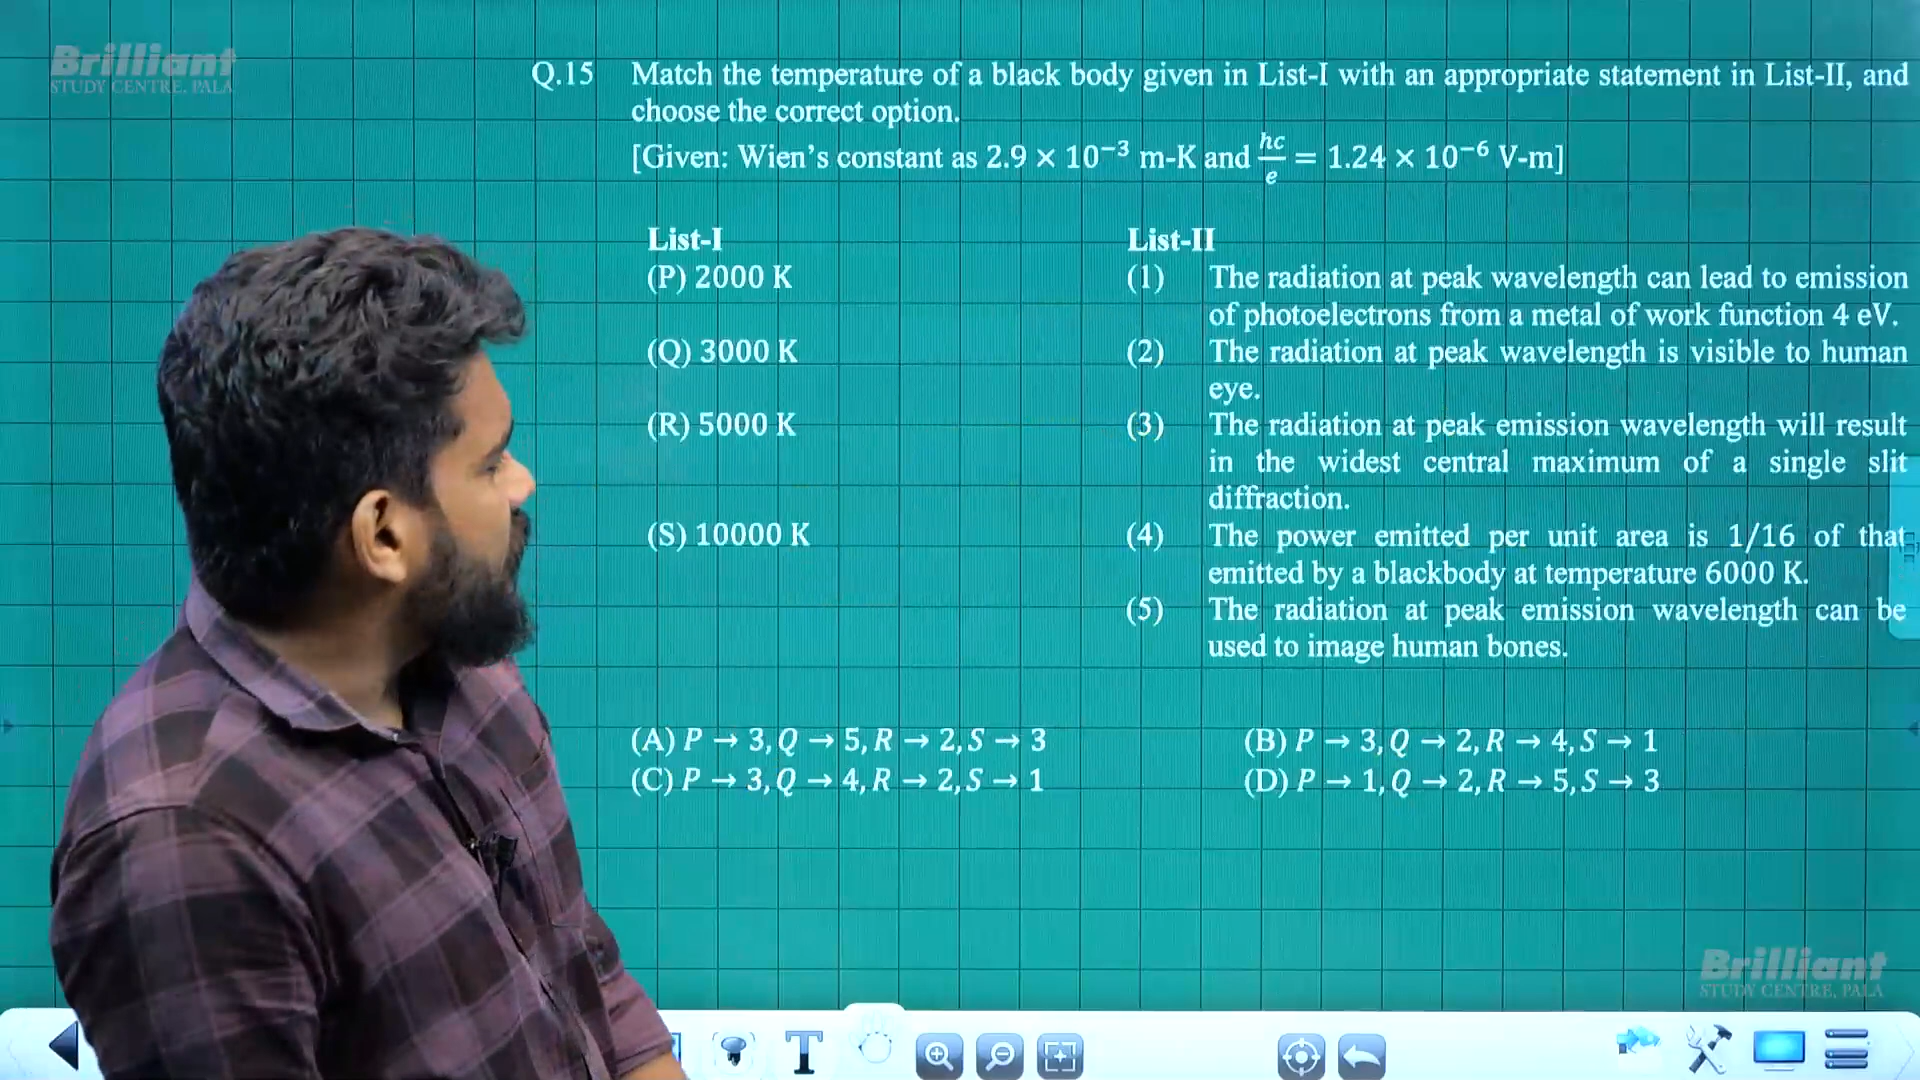 Brilliant
STUDY CENTRE, PALA
Q.15 Match the temperature of a black body given in List-I with an appropriate statement in List-II, and
choose the correct option.
[Given: Wien’s constant as 2.9 × 10⁻³ m-K and hc/e = 1.24 × 10⁻⁶ V-m]
List-I List-II
(P) 2000 K (1) The radiation at peak wavelength can lead to emission
of photoelectrons from a metal of work function 4 eV.
(Q) 3000 K (2) The radiation at peak wavelength is visible to human
eye.
(R) 5000 K (3) The radiation at peak emission wavelength will result
in the widest central maximum of a single slit
diffraction.
(S) 10000 K (4) The power emitted per unit area is 1/16 of that
emitted by a blackbody at temperature 6000 K.
(5) The radiation at peak emission wavelength can be
used to image human bones.
(A) P → 3, Q → 5, R → 2, S → 3 (B) P → 3, Q → 2, R → 4, S → 1
(C) P → 3, Q → 4, R → 2, S → 1 (D) P → 1, Q → 2, R → 5, S → 3
Brilliant
STUDY CENTRE, PALA
T